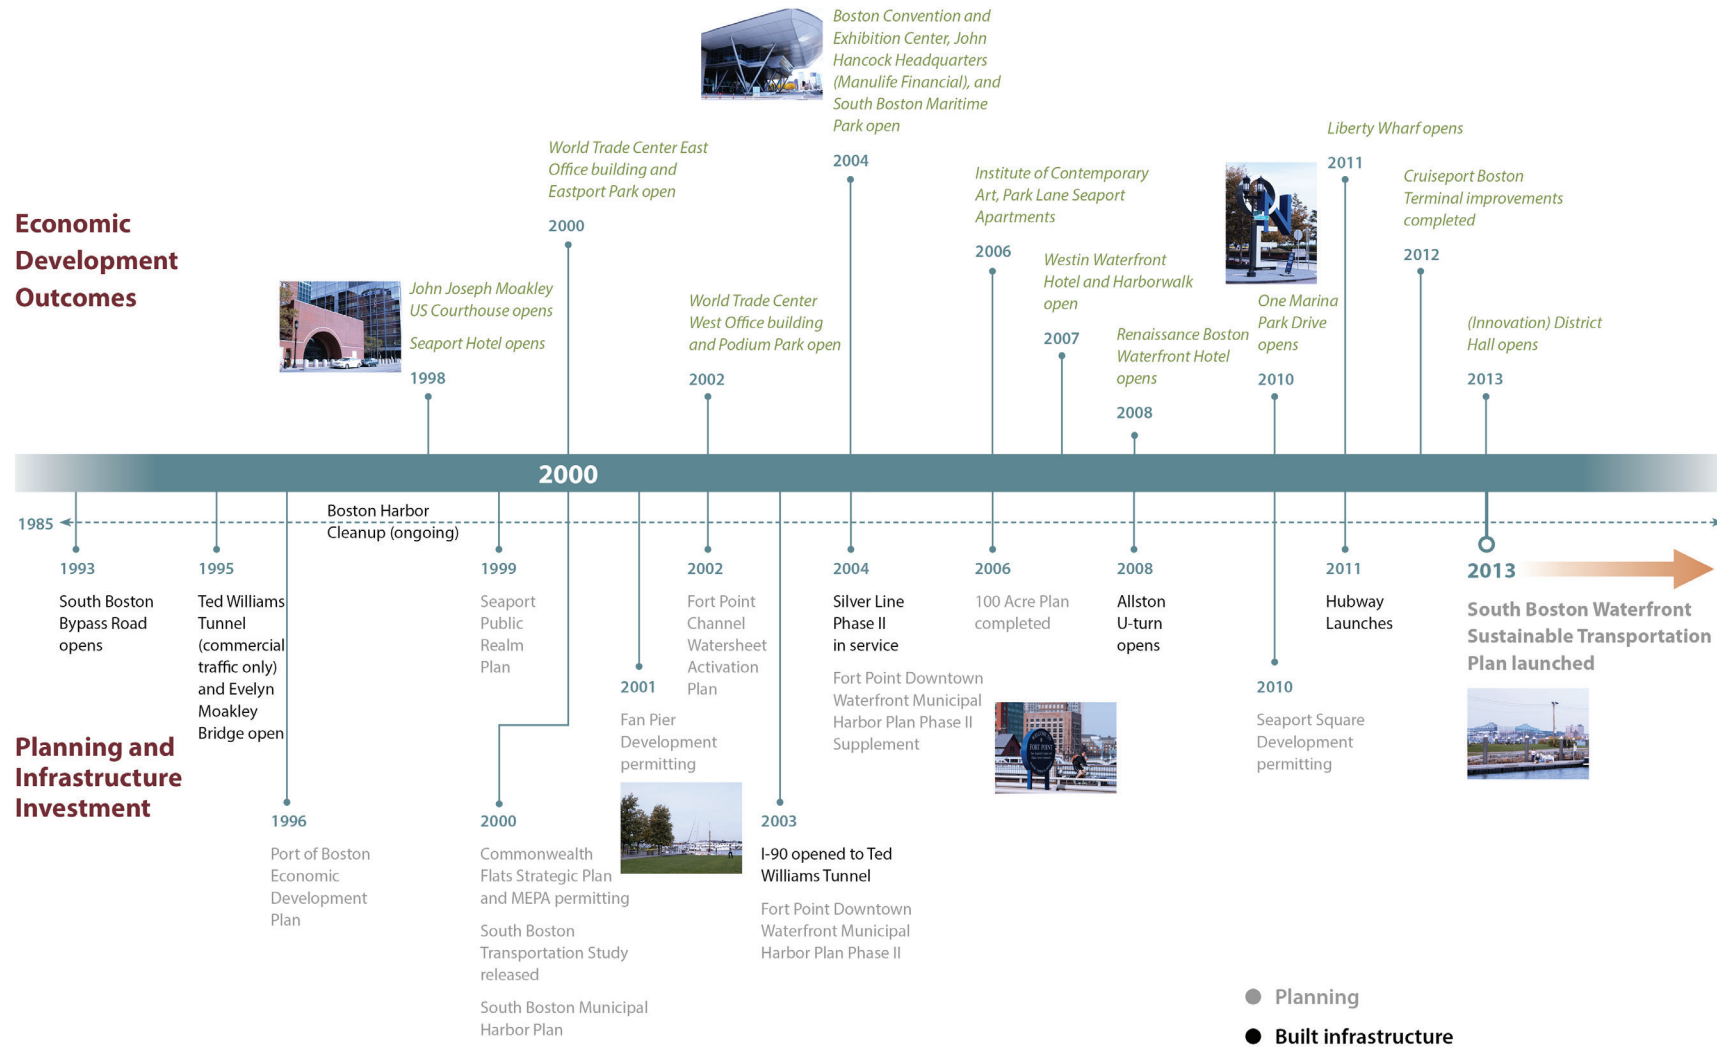 Economic
Development
Outcomes
John Joseph Moakley
US Courthouse opens
Seaport Hotel opens
1998
World Trade Center East
Office building and
Eastport Park open
2000
World Trade Center
West Office building
and Podium Park open
2002
Boston Convention and
Exhibition Center, John
Hancock Headquarters
(Manulife Financial), and
South Boston Maritime
Park open
2004
Institute of Contemporary
Art, Park Lane Seaport
Apartments
2006
Westin Waterfront
Hotel and Harborwalk
open
2007
Renaissance Boston
Waterfront Hotel
opens
2008
ONE
One Marina
Park Drive
opens
2010
Liberty Wharf opens
2011
Cruiseport Boston
Terminal improvements
completed
2012
(Innovation) District
Hall opens
2013
2000
1985
Boston Harbor
Cleanup (ongoing)
Planning and
Infrastructure
Investment
1993
South Boston
Bypass Road
opens
1995
Ted Williams
Tunnel
(commercial
traffic only)
and Evelyn
Moakley
Bridge open
1996
Port of Boston
Economic
Development
Plan
1999
Seaport
Public
Realm
Plan
2000
Commonwealth
Flats Strategic Plan
and MEPA permitting
South Boston
Transportation Study
released
South Boston Municipal
Harbor Plan
2001
Fan Pier
Development
permitting
2002
Fort Point
Channel
Watersheet
Activation
Plan
2003
I-90 opened to Ted
Williams Tunnel
Fort Point Downtown
Waterfront Municipal
Harbor Plan Phase II
2004
Silver Line
Phase II
in service
Fort Point Downtown
Waterfront Municipal
Harbor Plan Phase II
Supplement
2006
100 Acre Plan
completed
FORT POINT
2008
Allston
U-turn
opens
2010
Seaport Square
Development
permitting
2011
Hubway
Launches
2013
South Boston Waterfront
Sustainable Transportation
Plan launched
Planning
Built infrastructure